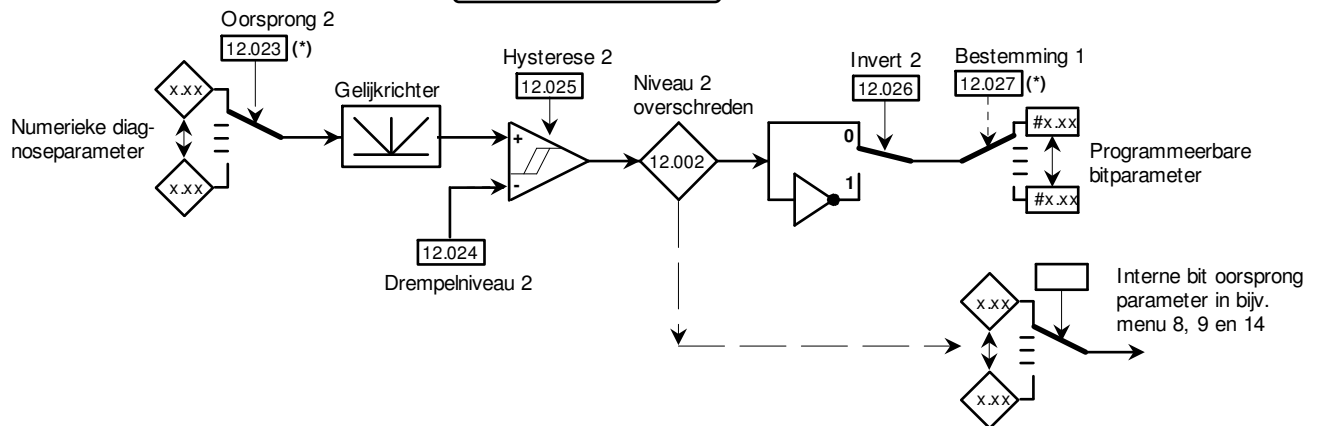 Oorsprong 2
12.023 (*)
x.xx
x.xx
Numerieke diag-
noseparameter
Gelijkrichter
Hysterese 2
12.025
+
-
12.024
Drempelniveau 2
Niveau 2
overschreden
12.002
Invert 2
12.026
0
1
Bestemming 1
12.027 (*)
#x.xx
#x.xx
Programmeerbare
bitparameter
x.xx
x.xx
Interne bit oorsprong
parameter in bijv.
menu 8, 9 en 14